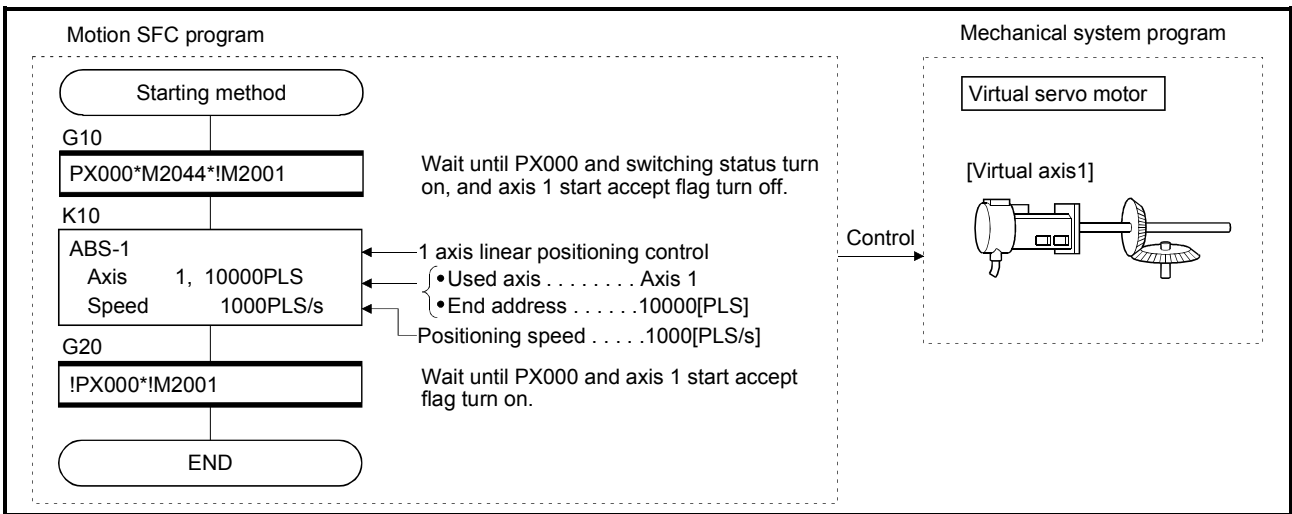 Motion SFC program
Mechanical system program
Starting method
Virtual servo motor
G10
PX000*M2044*!M2001
Wait until PX000 and switching status turn
on, and axis 1 start accept flag turn off.
[Virtual axis1]
K10
ABS-1
Axis 1, 10000PLS
Speed 1000PLS/s
1 axis linear positioning control
•Used axis . . . . . . . . Axis 1
•End address . . . . . .10000[PLS]
Positioning speed . . . . .1000[PLS/s]
Control
G20
!PX000*!M2001
Wait until PX000 and axis 1 start accept
flag turn on.
END